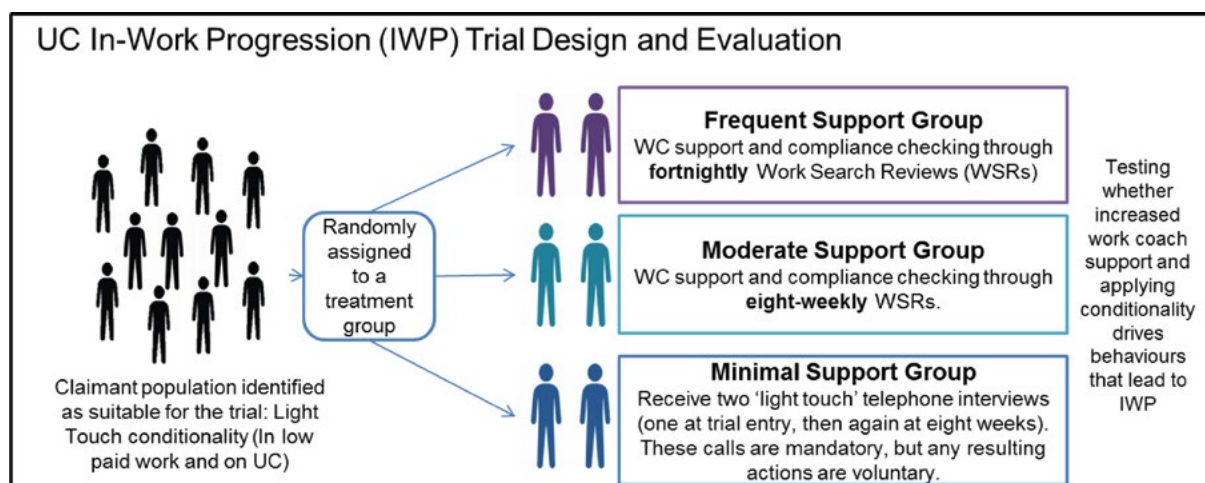 UC In-Work Progression (IWP) Trial Design and Evaluation
Claimant population identified
as suitable for the trial: Light
Touch conditionality (In low
paid work and on UC)
Randomly
assigned
to a
treatment
group
Frequent Support Group
WC support and compliance checking through
fortnightly Work Search Reviews (WSRs)
Moderate Support Group
WC support and compliance checking through
eight-weekly WSRs.
Minimal Support Group
Receive two ‘light touch’ telephone interviews
(one at trial entry, then again at eight weeks).
These calls are mandatory, but any resulting
actions are voluntary.
Testing
whether
increased
work coach
support and
applying
conditionality
drives
behaviours
that lead to
IWP